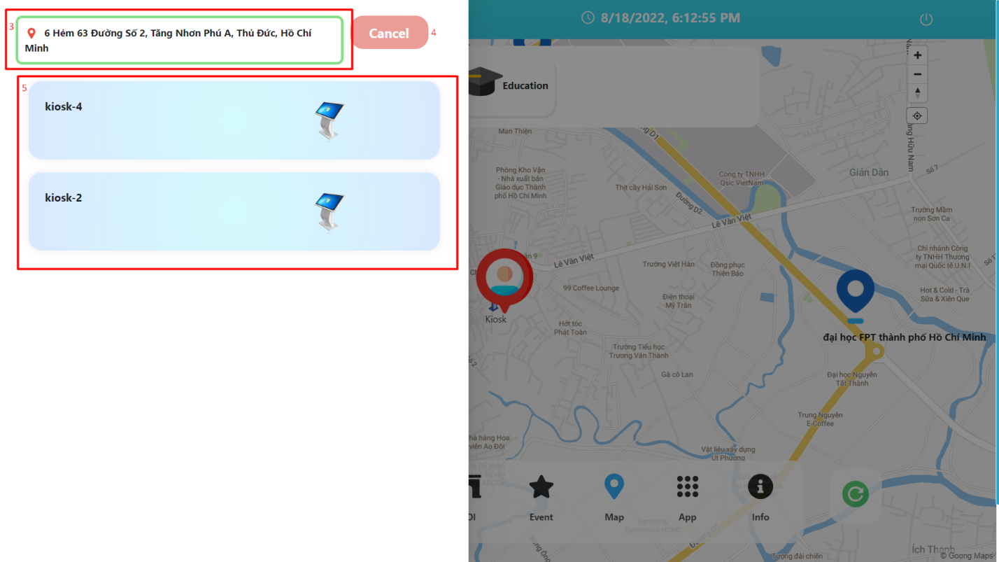 3
6 Hẻm 63 Đường Số 2, Tăng Nhơn Phú A, Thủ Đức, Hồ Chí
Minh
Cancel
4
5
kiosk-4
kiosk-2
8/18/2022, 6:12:55 PM
Education
Man Thiện
Phòng Kho Vận
- Nhà xuất bản
Giáo dục Thành
phố Hồ Chí Minh
Thịt cầy Hải Sơn
Công ty TNHH
Qsic VietNam
Đường D2
Giản Dân
Số 7
Lê Văn Việt
Trường Mầm
non Sơn Ca
Lê Văn Việt
Trường Việt Hàn
Đồng phục
Thiên Bảo
Chi nhánh Công
ty TNHH Thương
mại Quốc tế U.N.I
99 Coffee Lounge
Điện thoại
Mỹ Trân
Hot & Cold - Trà
Sữa & Xiên Que
Kiosk
Hớt tóc
Phát Toàn
đại học FPT thành phố Hồ Chí Minh
Trường Tiểu học
Trương Văn Thành
Gà cô Lan
Đại học Nguyễn
Tất Thành
Trung Nguyên
E-Coffee
Vật liệu xây dựng
Út Phương
Event
Map
App
Info
Samsung
Electronics HCMC
Đường D2
Tượng đài chiến
Ích Thạnh
© Goong Maps